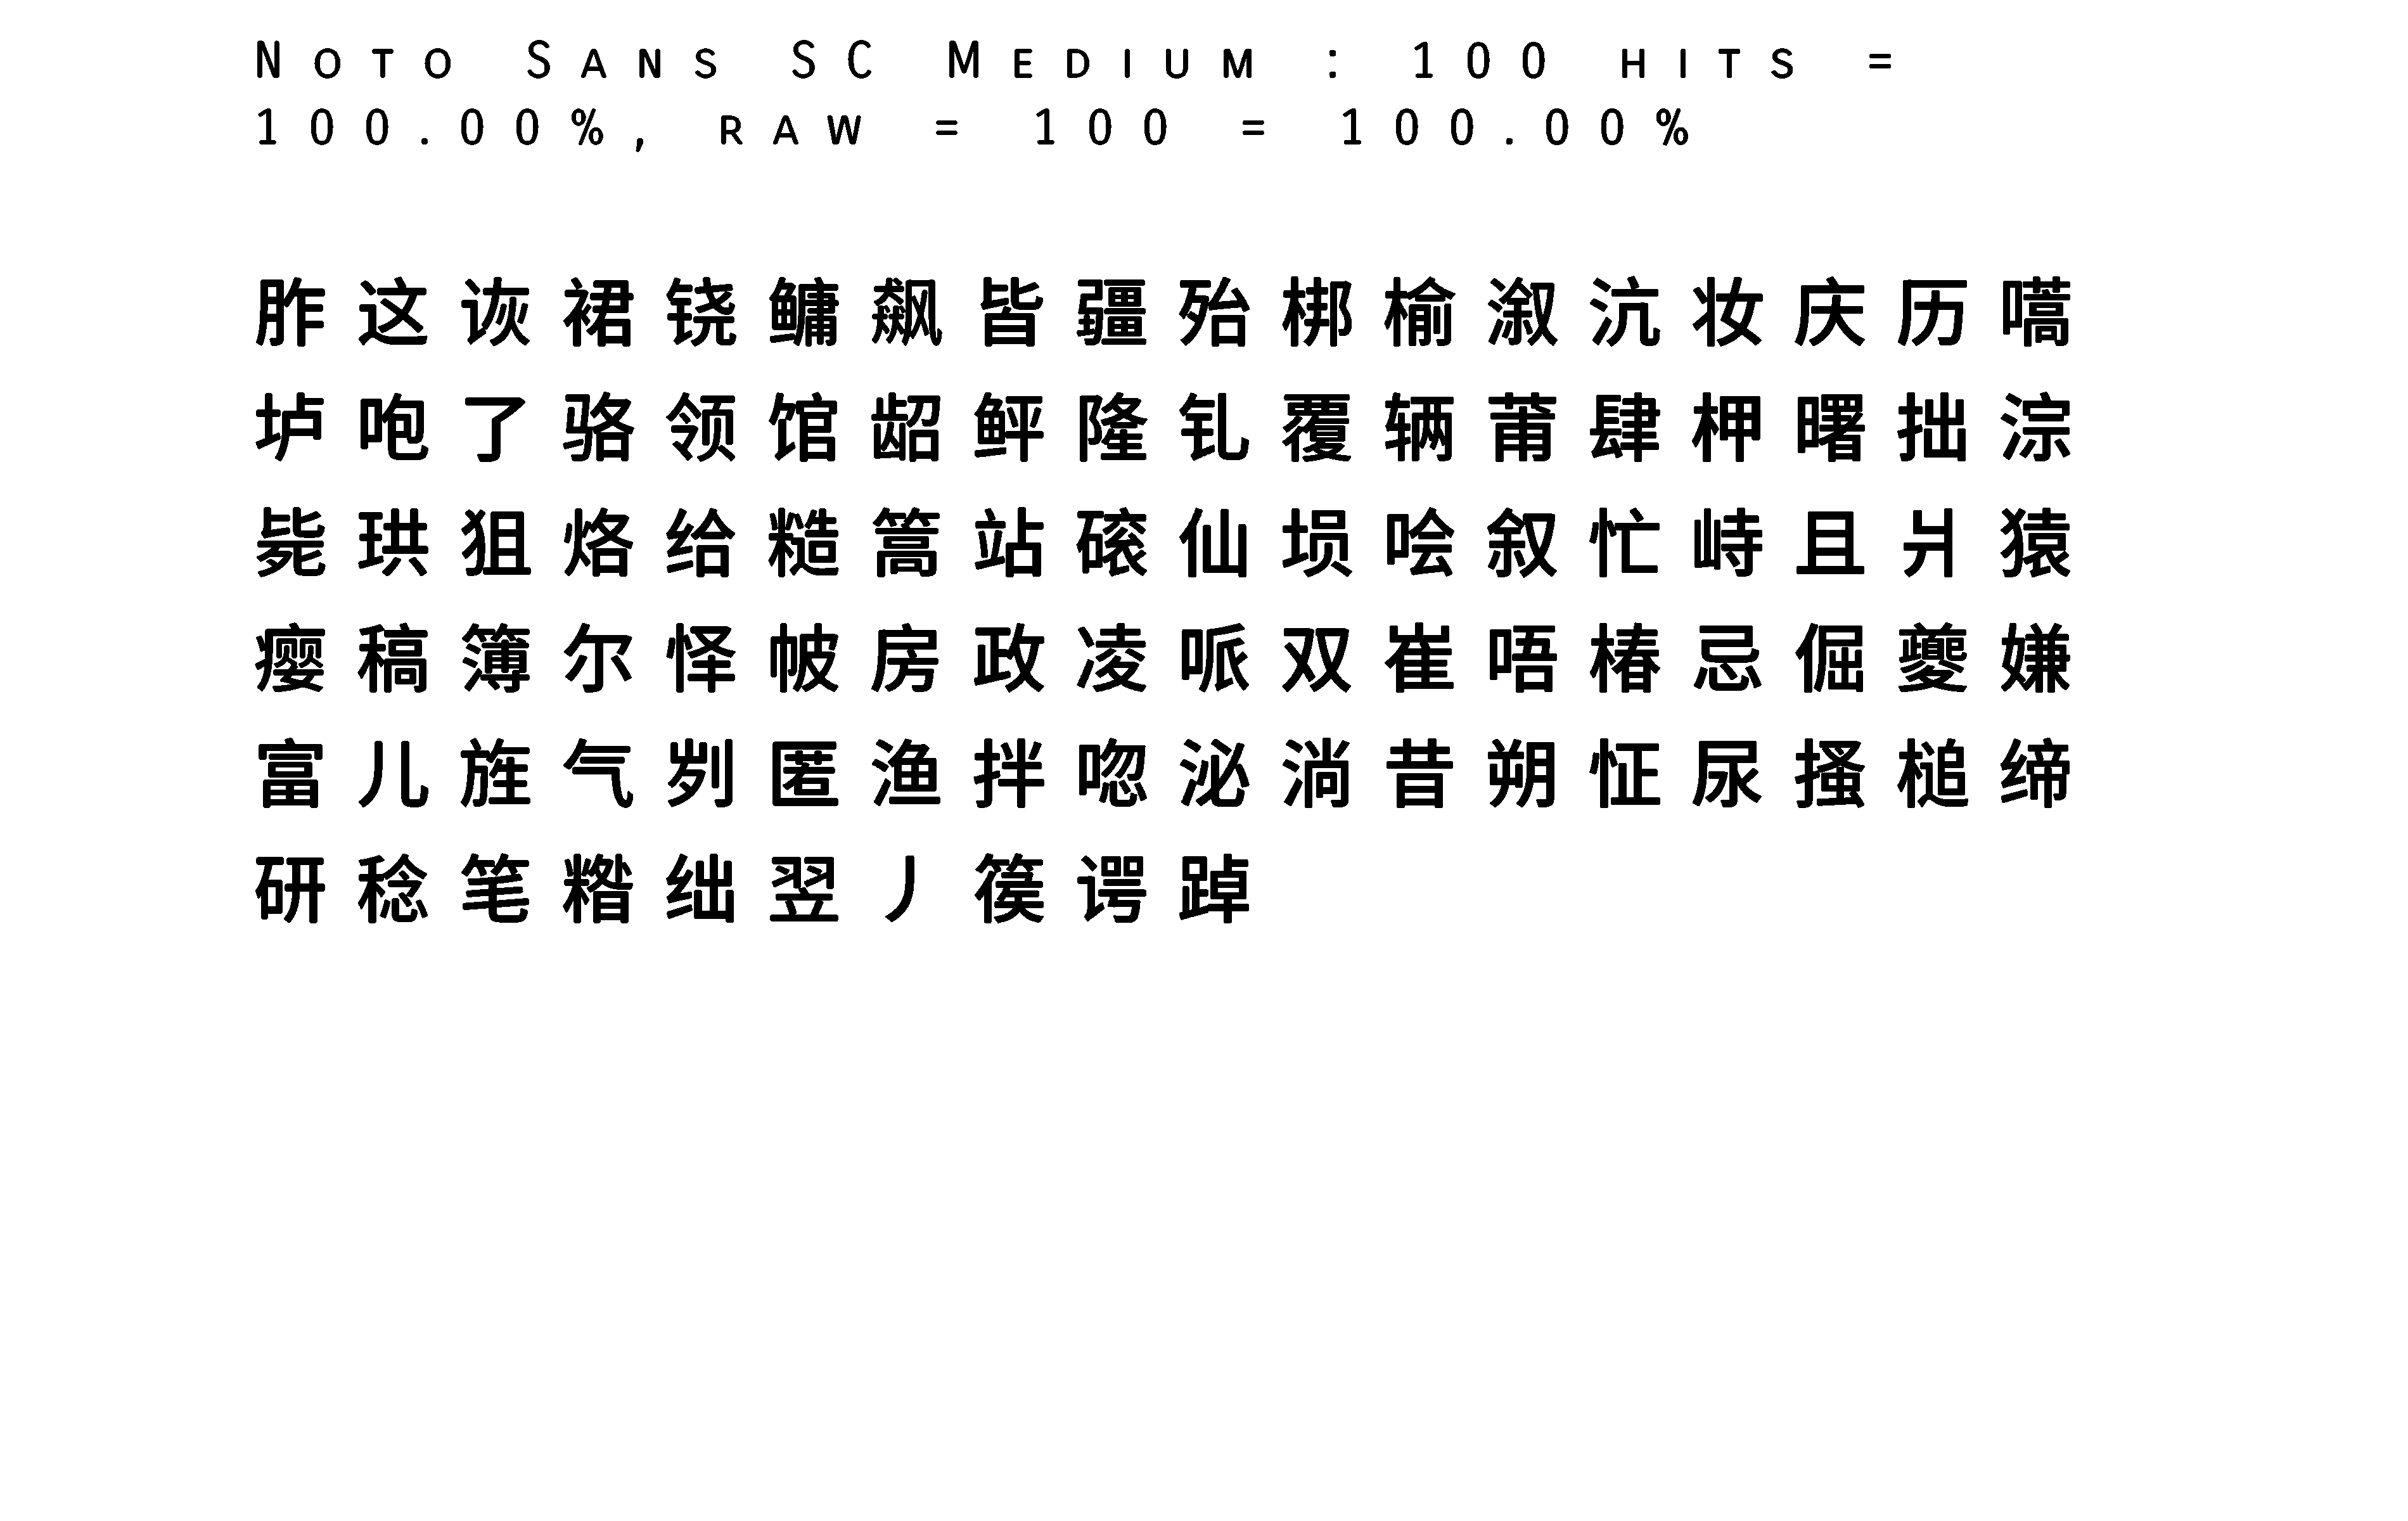 Noto Sans SC Medium : 100 hits =
100.00%, raw = 100 = 100.00%
胙这诙裙铙鳙飙皆疆殆梆榆溆沆妆庆历嚆
垆咆了骆领馆龆鲆隆钆覆辆莆肆柙曙拙淙
毙珙狙烙给糙篙站磙仙埙哙叙忙峙且爿猿
瘿稿簿尔怿帔房政凌哌双崔唔椿忌倔夔嫌
富儿旌气刿匿渔拌唿泌淌昔朔怔尿搔槌缔
研稔笔糌绌翌丿篌谔踔